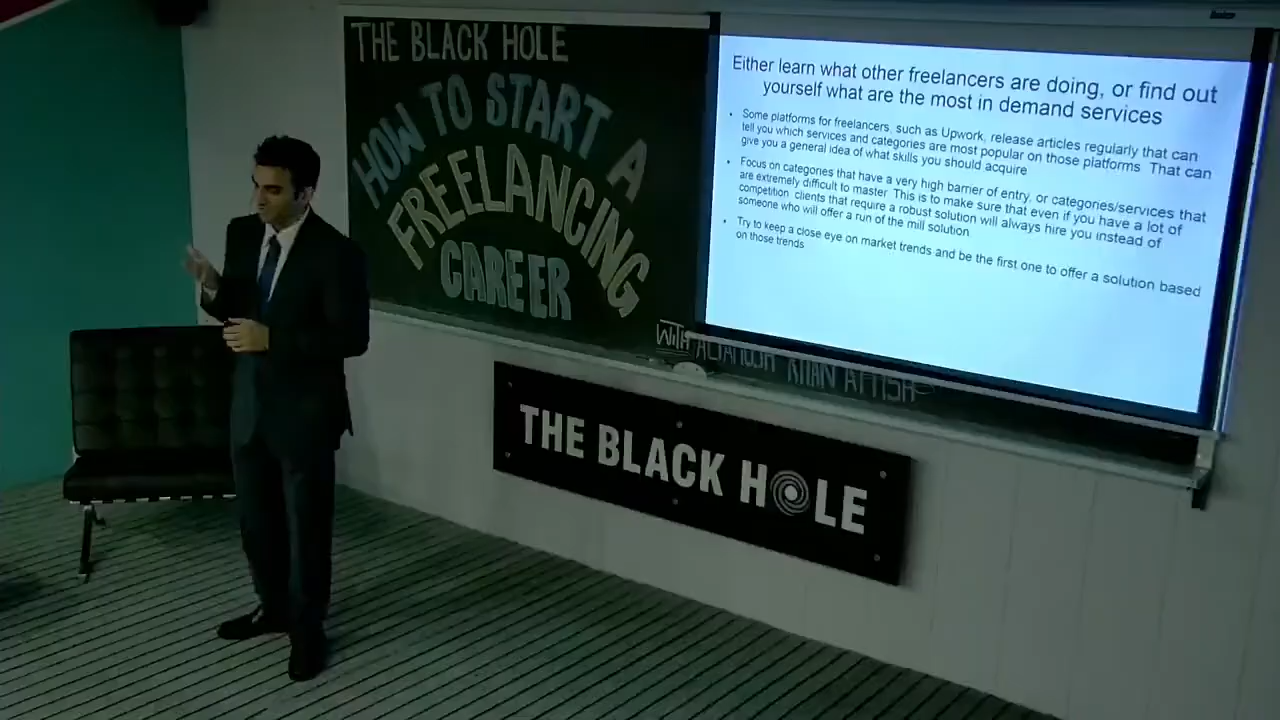 THE BLACK HOLE
HOW TO START A
FREELANCING
CAREER
WITH
KHAN
Either learn what other freelancers are doing, or find out
yourself what are the most in demand services
• Some platforms for freelancers, such as Upwork, release articles regularly that can
tell you which services and categories are most popular on those platforms. That can
give you a general idea of what skills you should acquire
• Focus on categories that have a very high barrier of entry, or categories/services that
are extremely difficult to master. This is to make sure that even if you have a lot of
competition, clients that require a robust solution will always hire you instead of
someone who will offer a run of the mill solution
• Try to keep a close eye on market trends and be the first one to offer a solution based
on those trends
THE BLACK HOLE